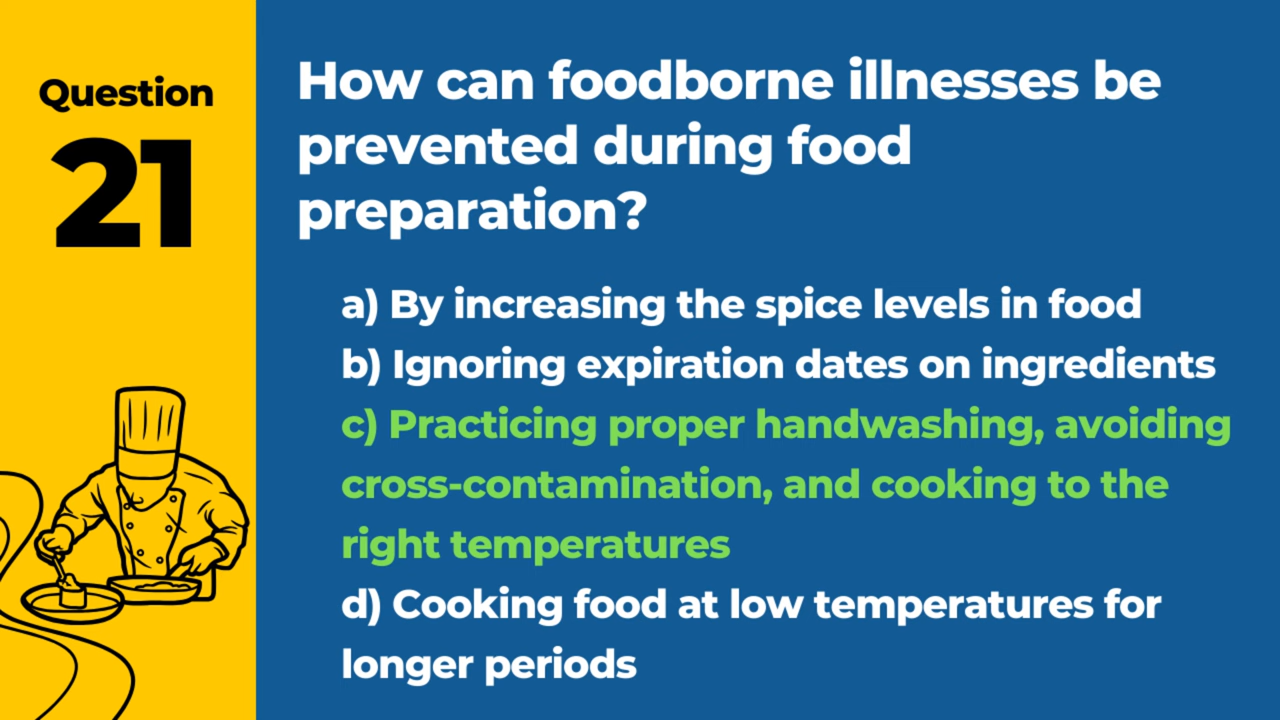 Question
21
How can foodborne illnesses be
prevented during food
preparation?
a) By increasing the spice levels in food
b) Ignoring expiration dates on ingredients
c) Practicing proper handwashing, avoiding
cross-contamination, and cooking to the
right temperatures
d) Cooking food at low temperatures for
longer periods